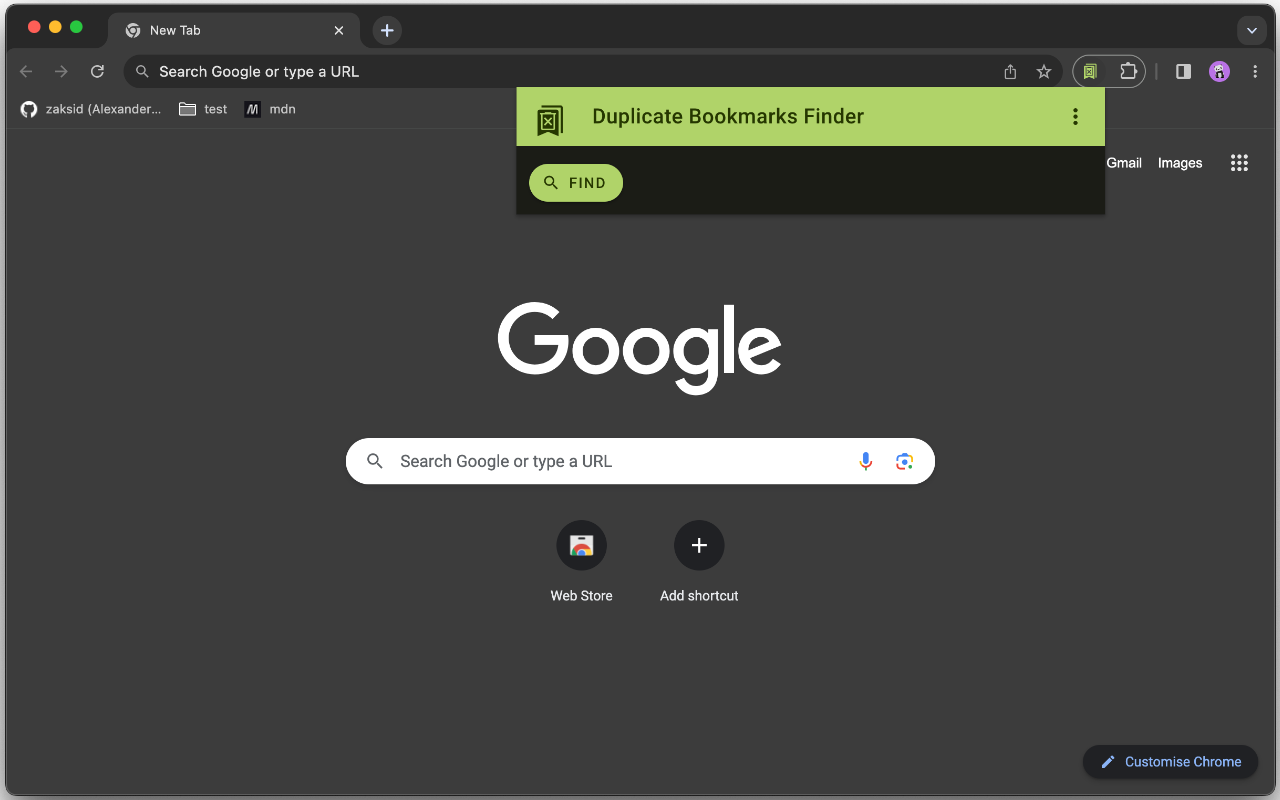 New Tab
Search Google or type a URL
zaksid (Alexander... test mdn
Duplicate Bookmarks Finder
FIND
Gmail Images
Google
Search Google or type a URL
Web Store Add shortcut
Customise Chrome